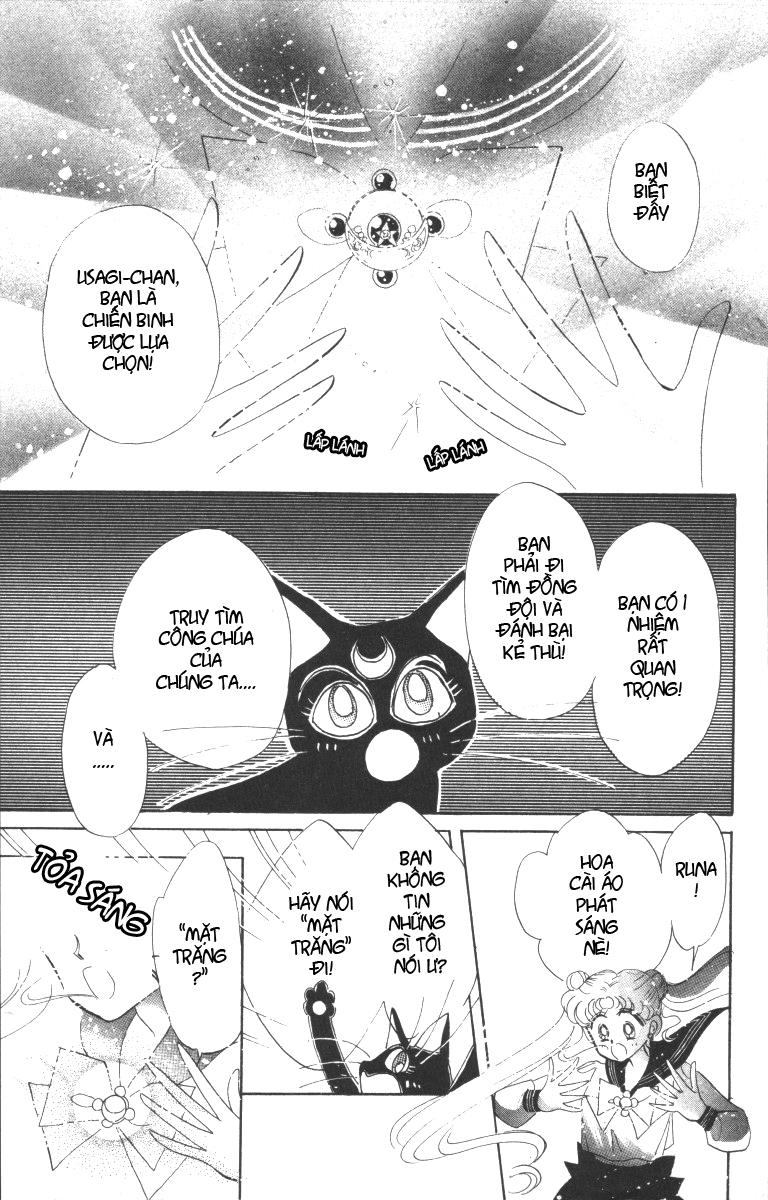 BẠN
BIẾT
ĐẤY
USAGI-CHAN,
BẠN LÀ
CHIẾN BINH
ĐƯỢC LỰA
CHỌN!
LẤP LÁNH
LẤP LÁNH
BẠN CÓ 1
NHIỆM
RẤT
QUAN
TRỌNG!
BẠN
PHẢI ĐI
TÌM ĐỒNG
ĐỘI VÀ
ĐÁNH BẠI
KẺ THÙ!
TRUY TÌM
CÔNG CHÚA
CỦA
CHÚNG TA....
VÀ
.....
RUNA
!
HOA
CÀI ÁO
PHÁT
SÁNG
NÈ!
BẠN
KHÔNG
TIN
NHỮNG
GÌ TÔI
NÓI Ư?
HÃY NÓI
"MẶT
TRĂNG"
ĐI!
"MẶT
TRĂNG
?"
TỎA SÁNG